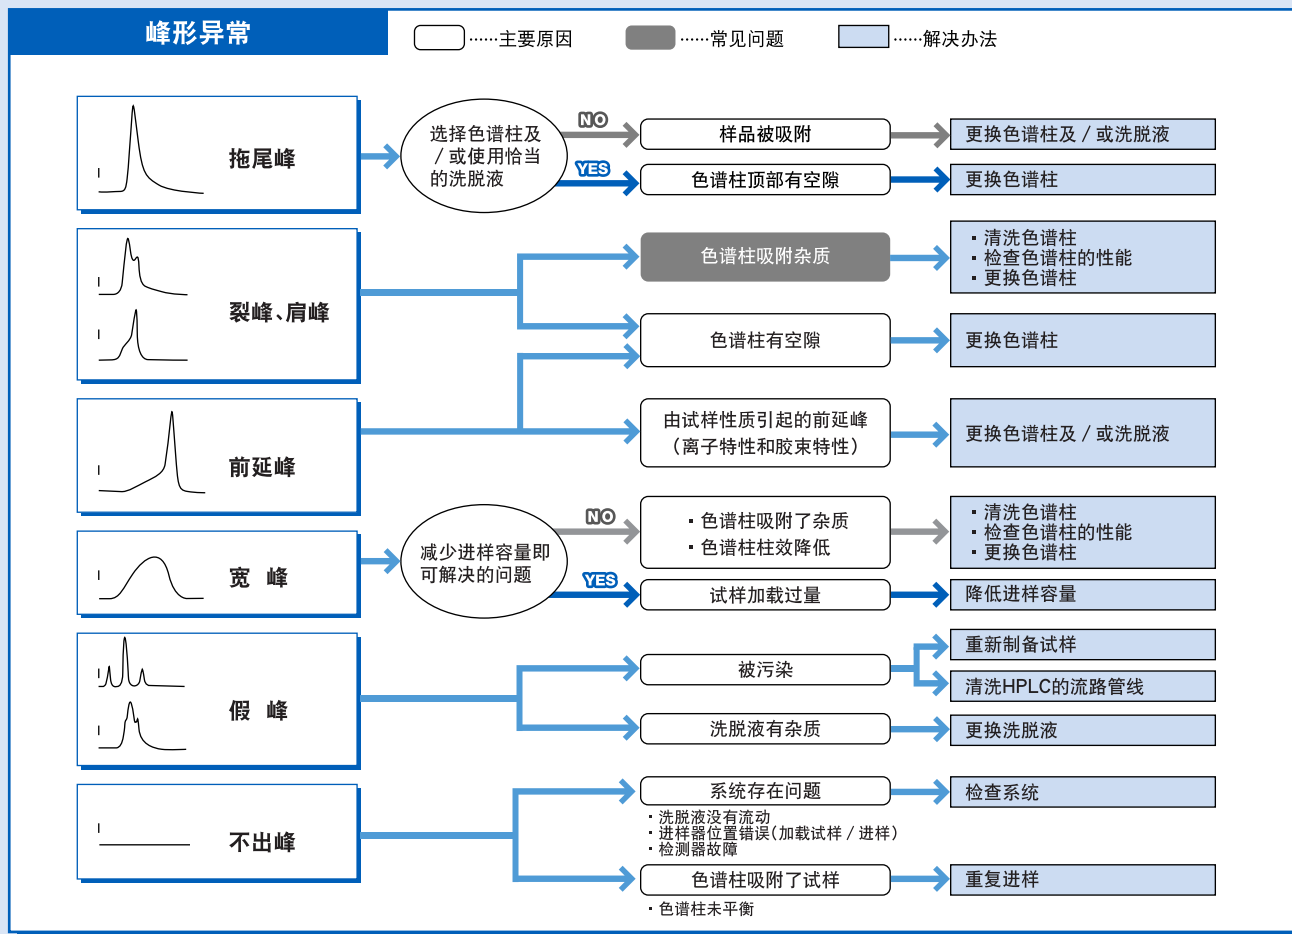 峰形异常
……主要原因
……常见问题
……解决办法
拖尾峰
选择色谱柱及
/ 或使用恰当
的洗脱液
NO
样品被吸附
更换色谱柱及 / 或洗脱液
YES
色谱柱顶部有空隙
更换色谱柱
裂峰、肩峰
色谱柱吸附杂质
· 清洗色谱柱
· 检查色谱柱的性能
· 更换色谱柱
色谱柱有空隙
更换色谱柱
前延峰
由试样性质引起的前延峰
（离子特性和胶束特性）
更换色谱柱及 / 或洗脱液
宽 峰
减少进样容量即
可解决的问题
NO
· 色谱柱吸附了杂质
· 色谱柱柱效降低
· 清洗色谱柱
· 检查色谱柱的性能
· 更换色谱柱
YES
试样加载过量
降低进样容量
假 峰
被污染
重新制备试样
清洗HPLC的流路管线
洗脱液有杂质
更换洗脱液
不出峰
系统存在问题
检查系统
· 洗脱液没有流动
· 进样器位置错误（加载试样 / 进样）
· 检测器故障
色谱柱吸附了试样
重复进样
· 色谱柱未平衡